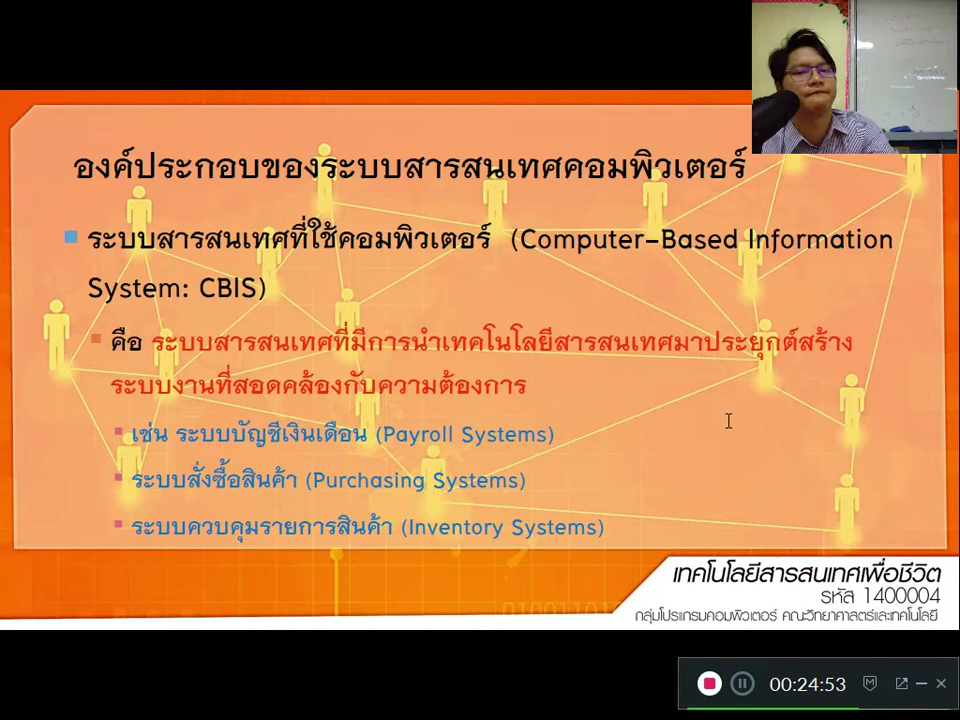 องค์ประกอบของระบบสารสนเทศคอมพิวเตอร์
ระบบสารสนเทศที่ใช้คอมพิวเตอร์ (Computer-Based Information
System: CBIS)
คือ ระบบสารสนเทศที่มีการนำเทคโนโลยีสารสนเทศมาประยุกต์สร้าง
ระบบงานที่สอดคล้องกับความต้องการ
เช่น ระบบบัญชีเงินเดือน (Payroll Systems)
ระบบสั่งซื้อสินค้า (Purchasing Systems)
ระบบควบคุมรายการสินค้า (Inventory Systems)
เทคโนโลยีสารสนเทศเพื่อชีวิต
รหัส 1400004
กลุ่มโปรแกรมคอมพิวเตอร์ คณะวิทยาศาสตร์และเทคโนโลยี
00:24:53